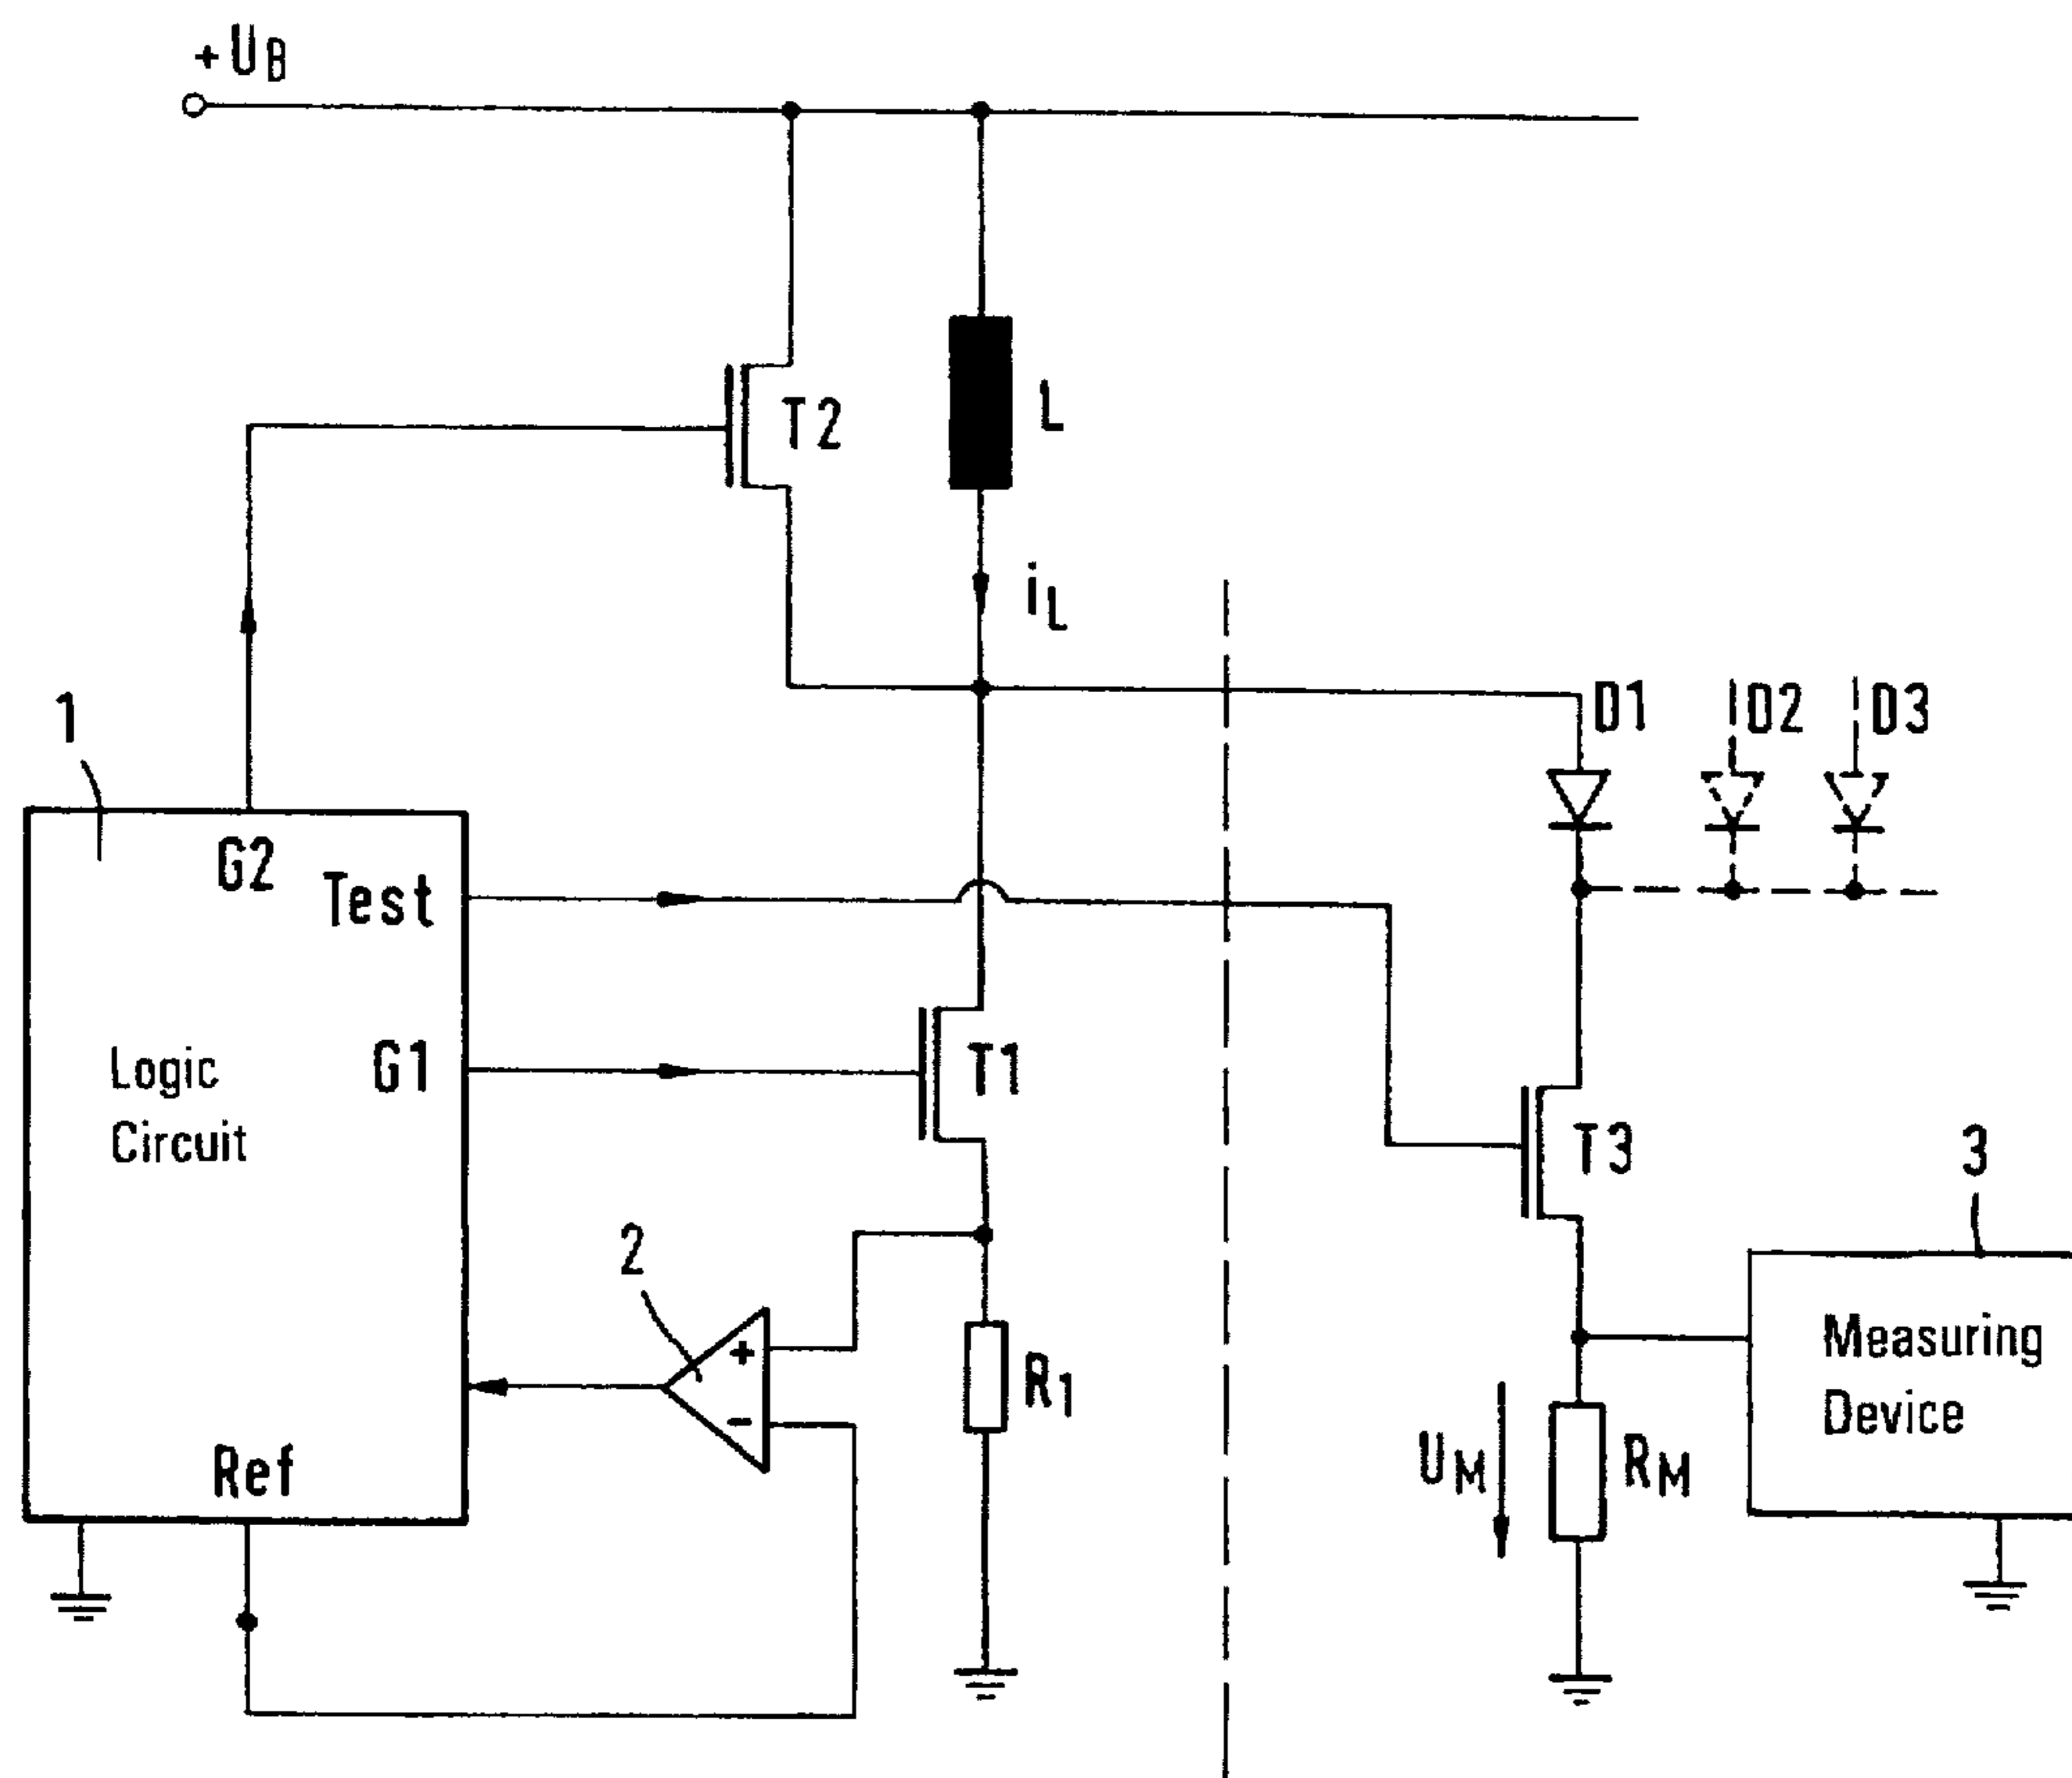 +UB
T2
L
iL
1
D1
D2
D3
G2
Test
Logic
Circuit
G1
T1
T3
3
2
R1
Measuring
Device
+
-
UM
RM
Ref